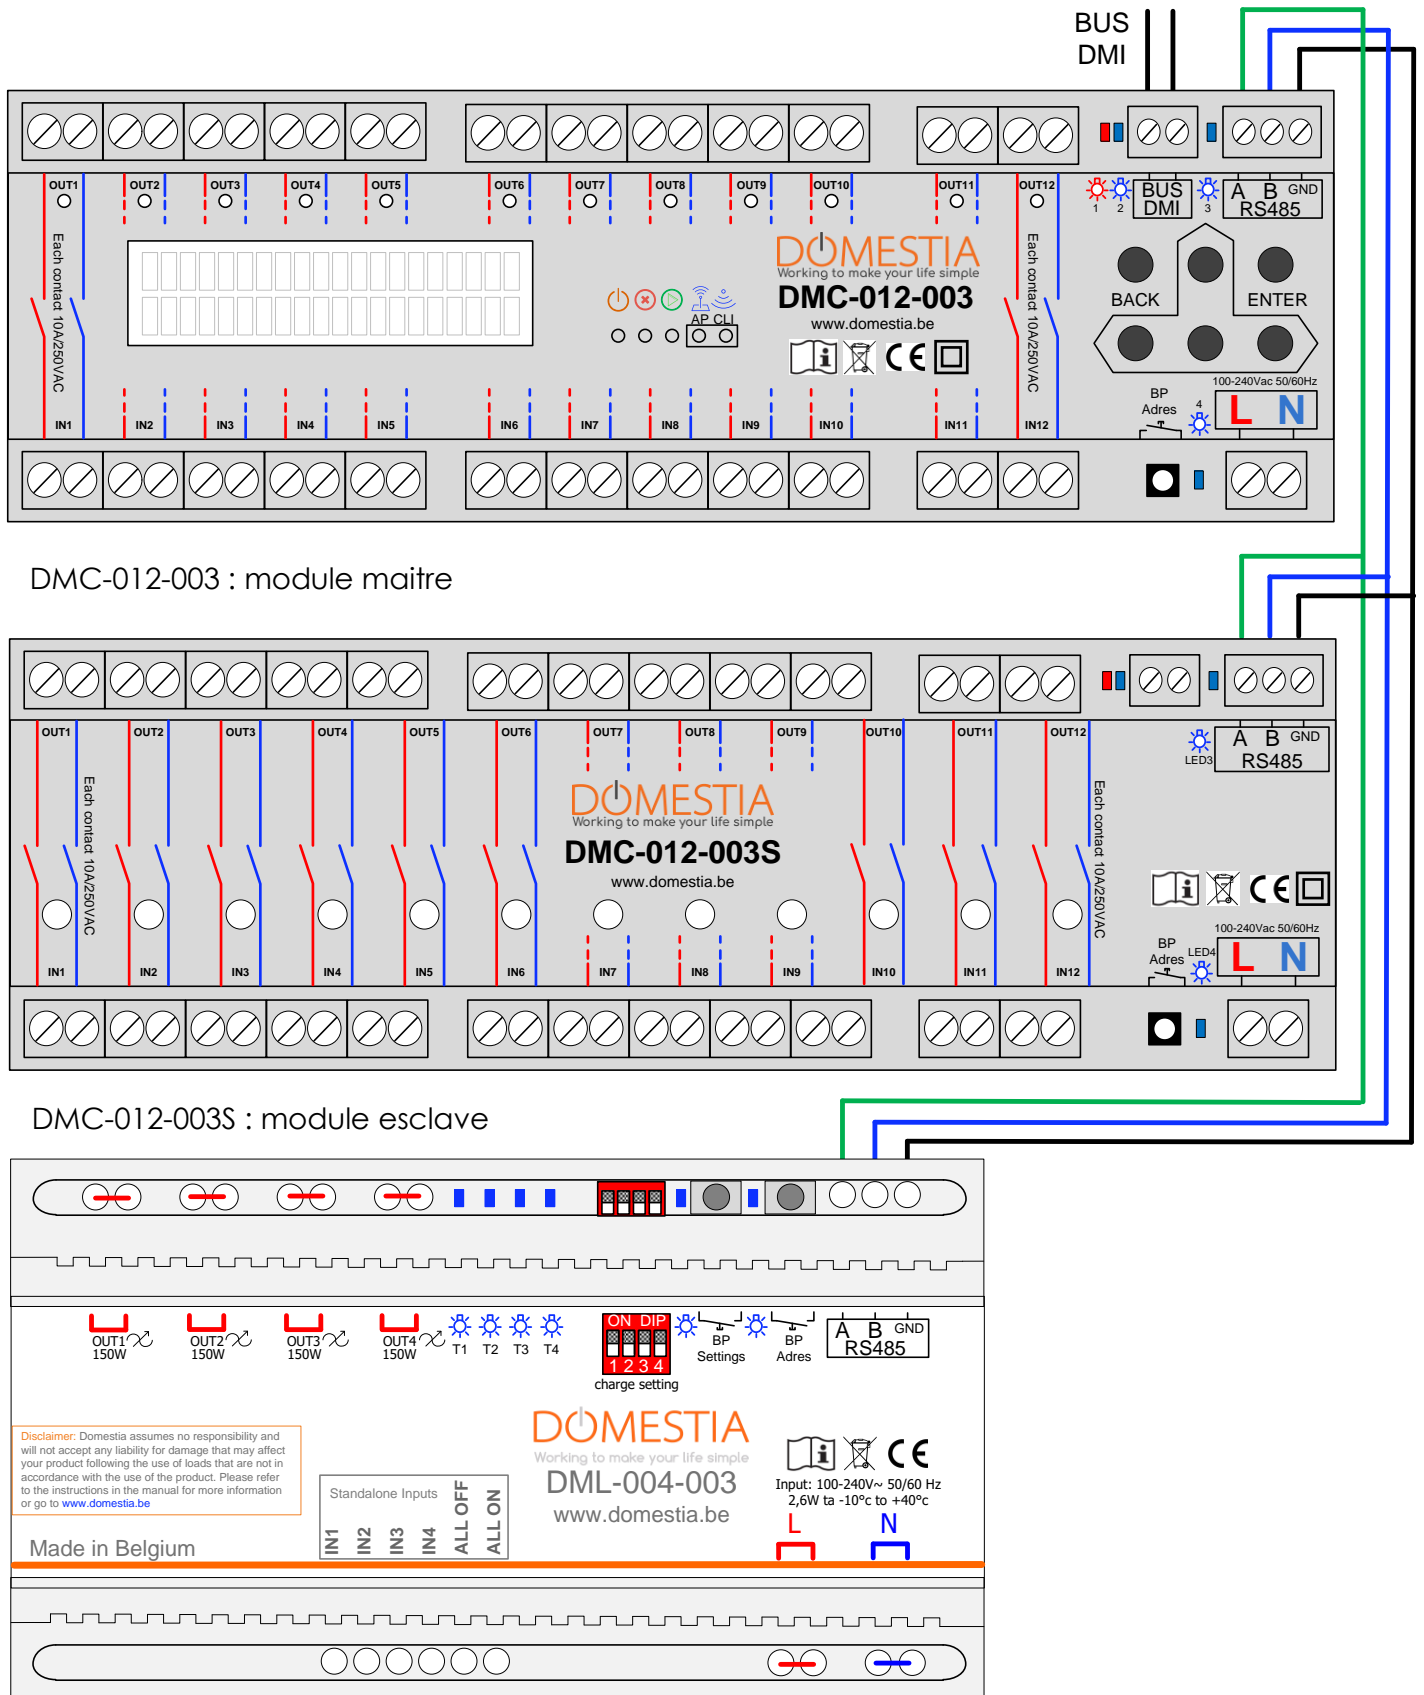 BUS
DMI
OUT1 OUT2 OUT3 OUT4 OUT5 OUT6 OUT7 OUT8 OUT9 OUT10 OUT11 OUT12
1 2 BUS DMI 3 A B GND
RS485
Each contact 10A/250VAC
DOMESTIA
Working to make your life simple
DMC-012-003
www.domestia.be
AP CLI
Each contact 10A/250VAC
BACK ENTER
100-240Vac 50/60Hz
BP
Adres
4
L N
IN1 IN2 IN3 IN4 IN5 IN6 IN7 IN8 IN9 IN10 IN11 IN12
i CE
DMC-012-003 : module maitre
OUT1 OUT2 OUT3 OUT4 OUT5 OUT6 OUT7 OUT8 OUT9 OUT10 OUT11 OUT12
LED3
A B GND
RS485
Each contact 10A/250VAC
DOMESTIA
Working to make your life simple
DMC-012-003S
www.domestia.be
Each contact 10A/250VAC
i CE
100-240Vac 50/60Hz
BP
Adres
LED4
L N
IN1 IN2 IN3 IN4 IN5 IN6 IN7 IN8 IN9 IN10 IN11 IN12
DMC-012-003S : module esclave
OUT1
150W
OUT2
150W
OUT3
150W
OUT4
150W
T1 T2 T3 T4
ON DIP
1 2 3 4
charge setting
BP
Settings
BP
Adres
A B GND
RS485
Disclaimer: Domestia assumes no responsibility and
will not accept any liability for damage that may affect
your product following the use of loads that are not in
accordance with the use of the product. Please refer
to the instructions in the manual for more information
or go to www.domestia.be
Made in Belgium
Standalone Inputs
IN1
IN2
IN3
IN4
ALL OFF
ALL ON
DOMESTIA
Working to make your life simple
DML-004-003
www.domestia.be
i CE
Input: 100-240V~ 50/60 Hz
2,6W ta -10°c to +40°c
L N